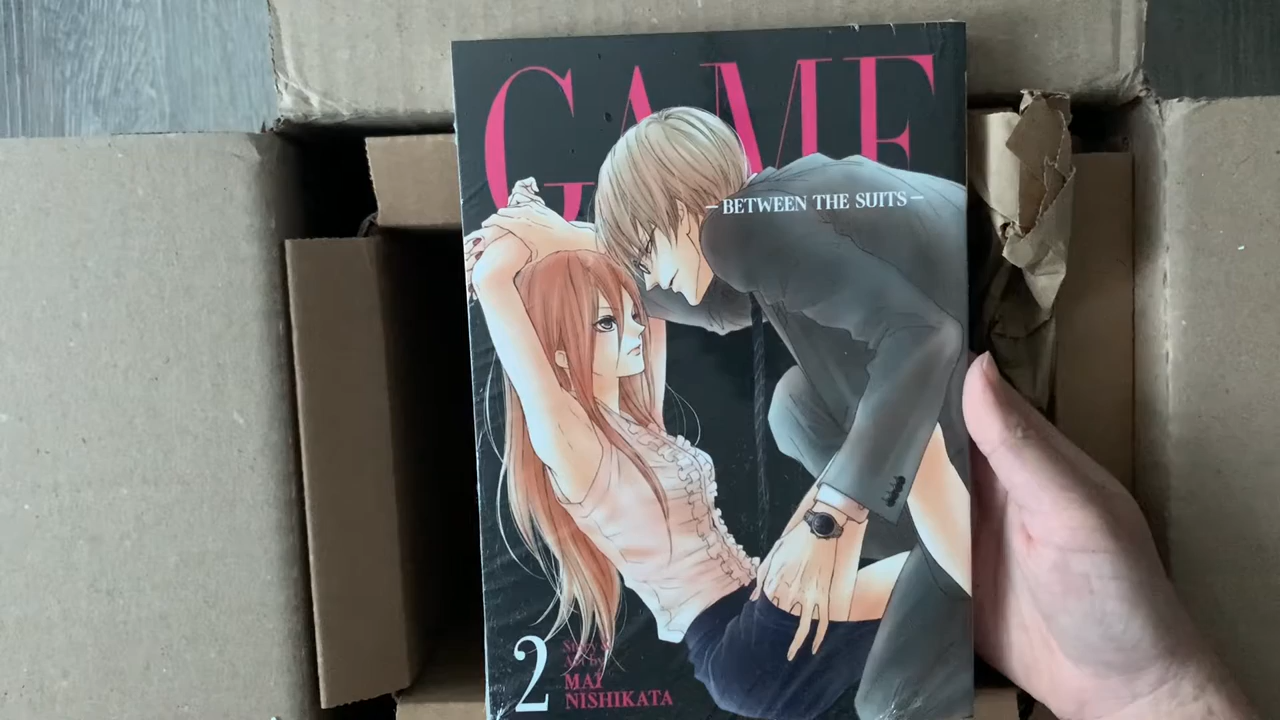 GAME
– BETWEEN THE SUITS –
2
Story &
Art by
MAI
NISHIKATA